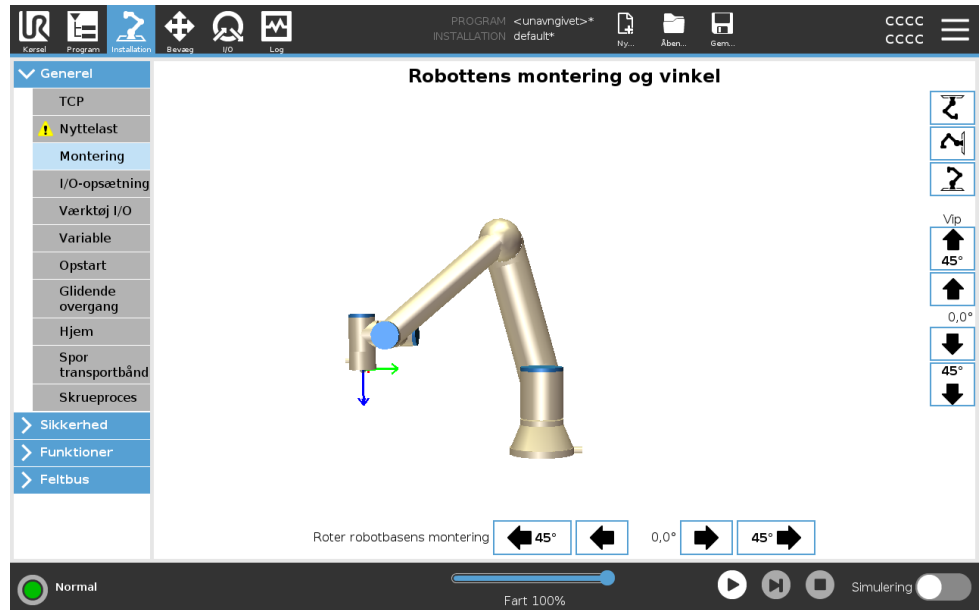 UR
PROGRAM <unavngivet>*
INSTALLATION default*
CCCC
CCCC
Kørsel
Program
Installation
Bevæg
I/O
Log
Ny...
Åben...
Gem...
Generel
TCP
Nyttelast
Montering
I/O-opsætning
Værktøj I/O
Variable
Opstart
Glidende
overgang
Hjem
Spor
transportbånd
Skrueproces
Sikkerhed
Funktioner
Feltbus
Robottens montering og vinkel
Vip
45°
0,0°
45°
Roter robotbasens montering 45° 0,0° 45°
Normal
Fart 100%
Simulering